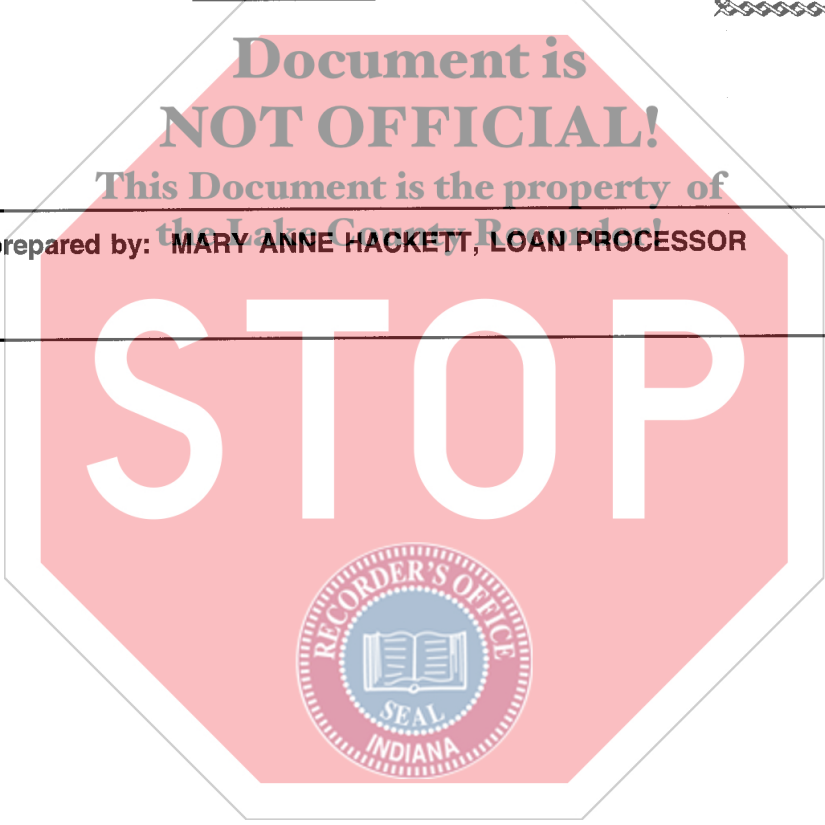 Document is
NOT OFFICIAL!
This Document is the property of
the Lake County Recorder!
prepared by: MARY ANNE HACKETT, LOAN PROCESSOR
STOP
RECORDER'S OFFICE
SEAL
INDIANA